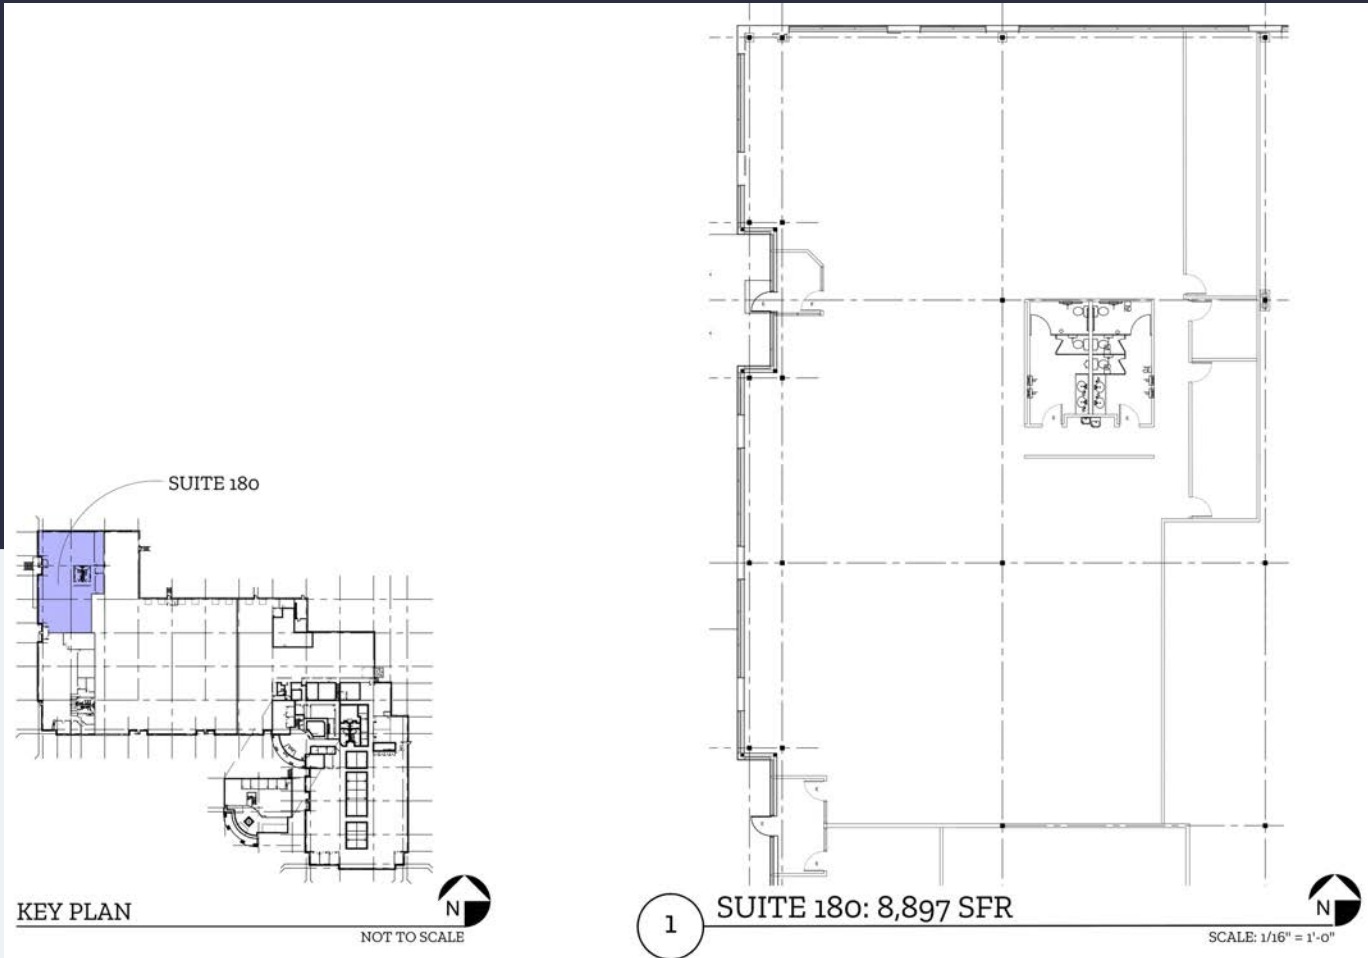 SUITE 180
KEY PLAN
N
NOT TO SCALE
1
SUITE 180: 8,897 SFR
N
SCALE: 1/16" = 1'-0"